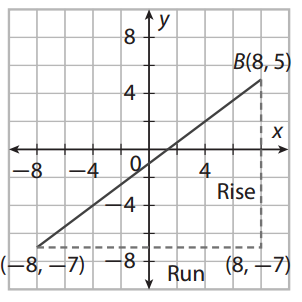 y
8
B(8, 5)
4
x
−8 −4 0 4
−4
Rise
(−8, −7) −8 Run (8, −7)